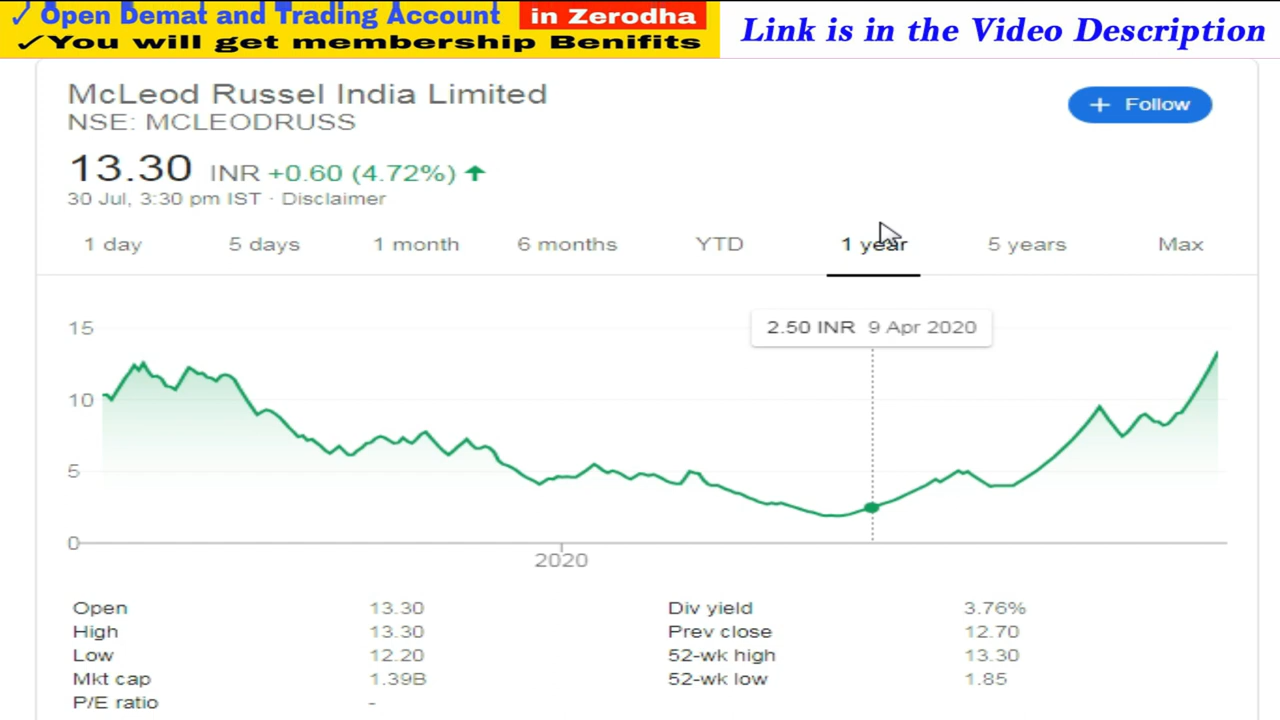 ✓ Open Demat and Trading Account in Zerodha
✓You will get membership Benifits
Link is in the Video Description
McLeod Russel India Limited
NSE: MCLEODRUSS
+ Follow
13.30 INR +0.60 (4.72%) ↑
30 Jul, 3:30 pm IST · Disclaimer
1 day 5 days 1 month 6 months YTD 1 year 5 years Max
2.50 INR 9 Apr 2020
15
10
5
0
2020
Open 13.30 Div yield 3.76%
High 13.30 Prev close 12.70
Low 12.20 52-wk high 13.30
Mkt cap 1.39B 52-wk low 1.85
P/E ratio -